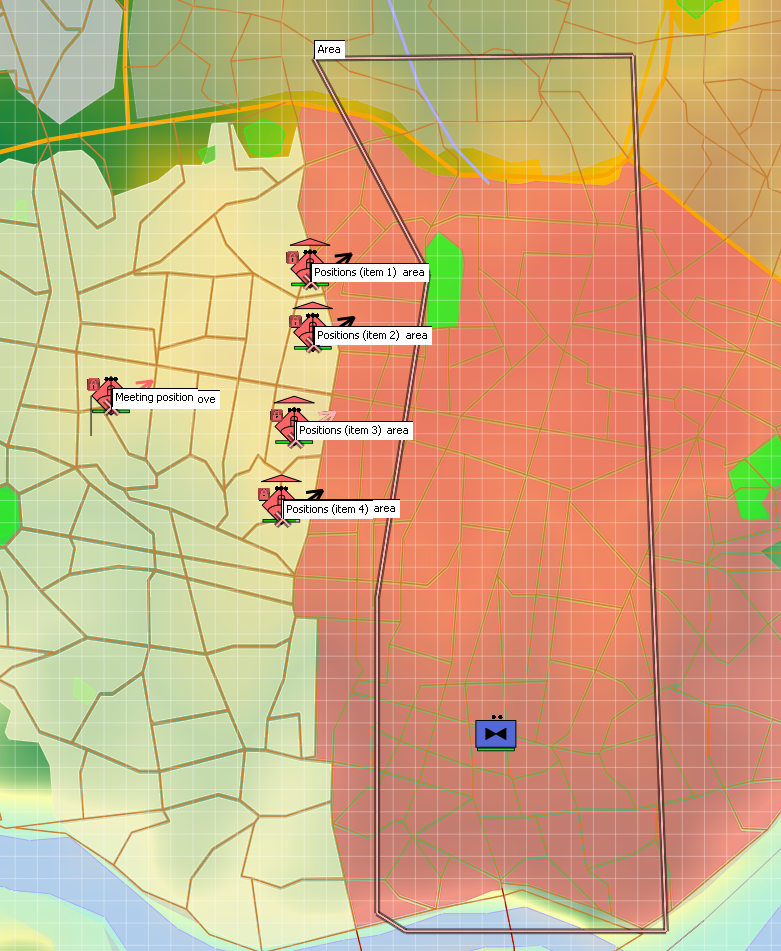 Area
Positions (item 1) area
Positions (item 2) area
Meeting position ove
Positions (item 3) area
Positions (item 4) area